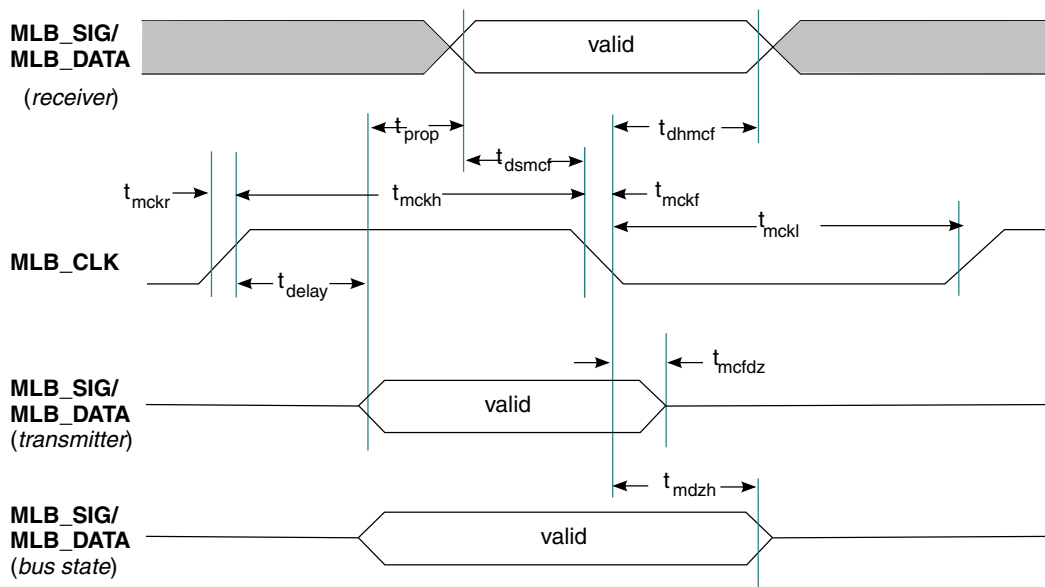 MLB_SIG/
MLB_DATA
(receiver)
valid
tprop
tdhmcf
tdsmcf
tmckr
tmckh
tmckf
tmckl
MLB_CLK
tdelay
tmcfdz
MLB_SIG/
MLB_DATA
(transmitter)
valid
tmdzh
MLB_SIG/
MLB_DATA
(bus state)
valid